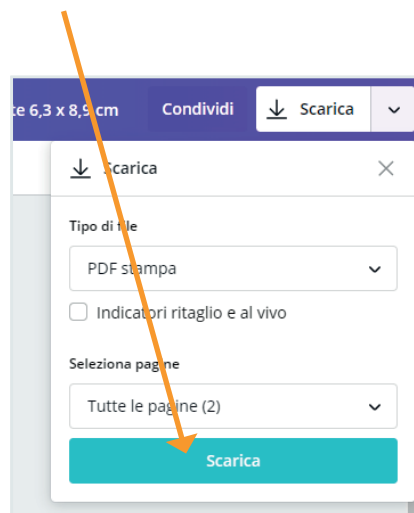 te 6,3 x 8,9 cm Condividi Scarica
Scarica
Tipo di file
PDF stampa
Indicatori ritaglio e al vivo
Seleziona pagine
Tutte le pagine (2)
Scarica